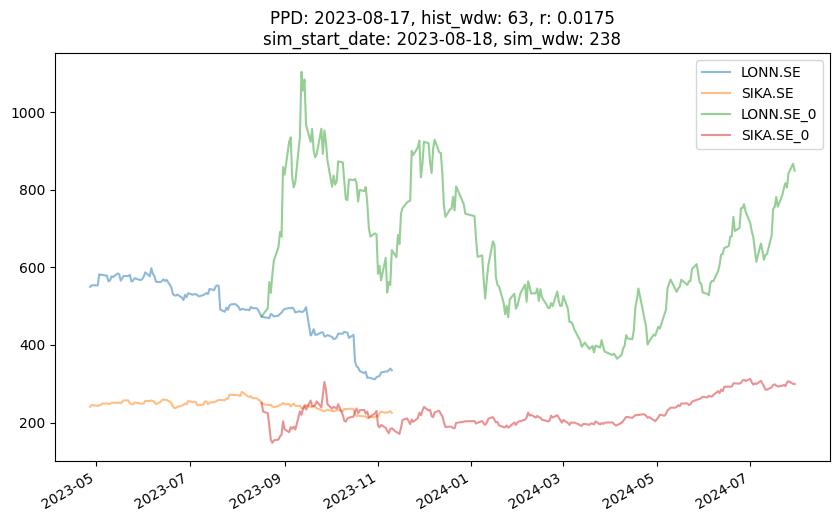 PPD: 2023-08-17, hist_wdw: 63, r: 0.0175
sim_start_date: 2023-08-18, sim_wdw: 238
LONN.SE
SIKA.SE
LONN.SE_0
SIKA.SE_0
1000
800
600
400
200
2023-05
2023-07
2023-09
2023-11
2024-01
2024-03
2024-05
2024-07